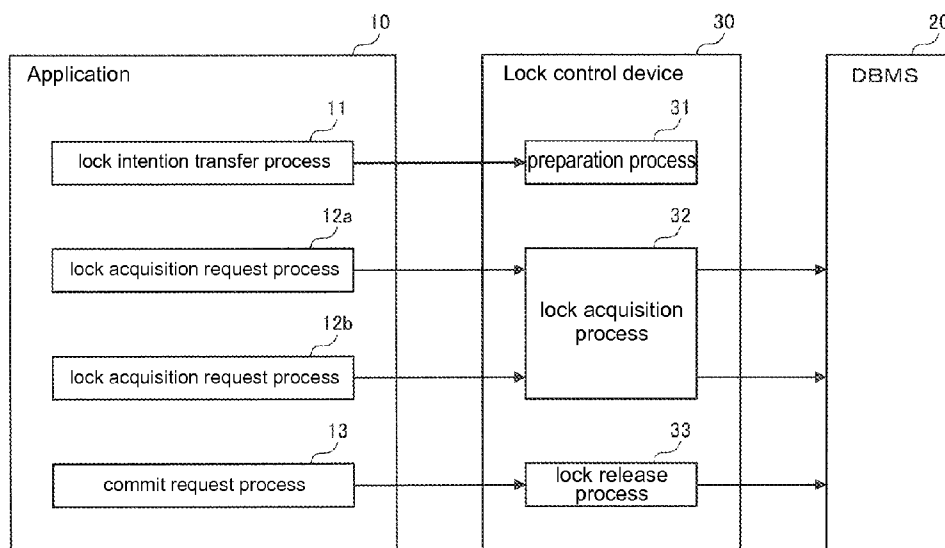 10
30
20
Application
Lock control device
DBMS
11
31
lock intention transfer process
preparation process
12a
32
lock acquisition request process
lock acquisition
process
12b
lock acquisition request process
13
33
commit request process
lock release
process